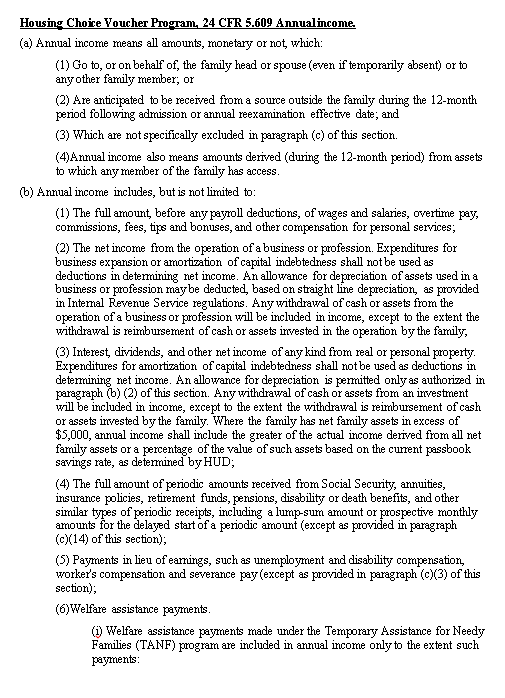 Housing Choice Voucher Program, 24 CFR 5.609 Annual income.
(a) Annual income means all amounts, monetary or not, which:
(1) Go to, or on behalf of, the family head or spouse (even if temporarily absent) or to
any other family member; or
(2) Are anticipated to be received from a source outside the family during the 12-month
period following admission or annual reexamination effective date; and
(3) Which are not specifically excluded in paragraph (c) of this section.
(4)Annual income also means amounts derived (during the 12-month period) from assets
to which any member of the family has access.
(b) Annual income includes, but is not limited to:
(1) The full amount, before any payroll deductions, of wages and salaries, overtime pay,
commissions, fees, tips and bonuses, and other compensation for personal services;
(2) The net income from the operation of a business or profession. Expenditures for
business expansion or amortization of capital indebtedness shall not be used as
deductions in determining net income. An allowance for depreciation of assets used in a
business or profession may be deducted, based on straight line depreciation, as provided
in Internal Revenue Service regulations. Any withdrawal of cash or assets from the
operation of a business or profession will be included in income, except to the extent the
withdrawal is reimbursement of cash or assets invested in the operation by the family;
(3) Interest, dividends, and other net income of any kind from real or personal property.
Expenditures for amortization of capital indebtedness shall not be used as deductions in
determining net income. An allowance for depreciation is permitted only as authorized in
paragraph (b) (2) of this section. Any withdrawal of cash or assets from an investment
will be included in income, except to the extent the withdrawal is reimbursement of cash
or assets invested by the family. Where the family has net family assets in excess of
$5,000, annual income shall include the greater of the actual income derived from all net
family assets or a percentage of the value of such assets based on the current passbook
savings rate, as determined by HUD;
(4) The full amount of periodic amounts received from Social Security, annuities,
insurance policies, retirement funds, pensions, disability or death benefits, and other
similar types of periodic receipts, including a lump-sum amount or prospective monthly
amounts for the delayed start of a periodic amount (except as provided in paragraph
(c)(14) of this section);
(5) Payments in lieu of earnings, such as unemployment and disability compensation,
worker's compensation and severance pay (except as provided in paragraph (c)(3) of this
section);
(6)Welfare assistance payments.
(i) Welfare assistance payments made under the Temporary Assistance for Needy
Families (TANF) program are included in annual income only to the extent such
payments: